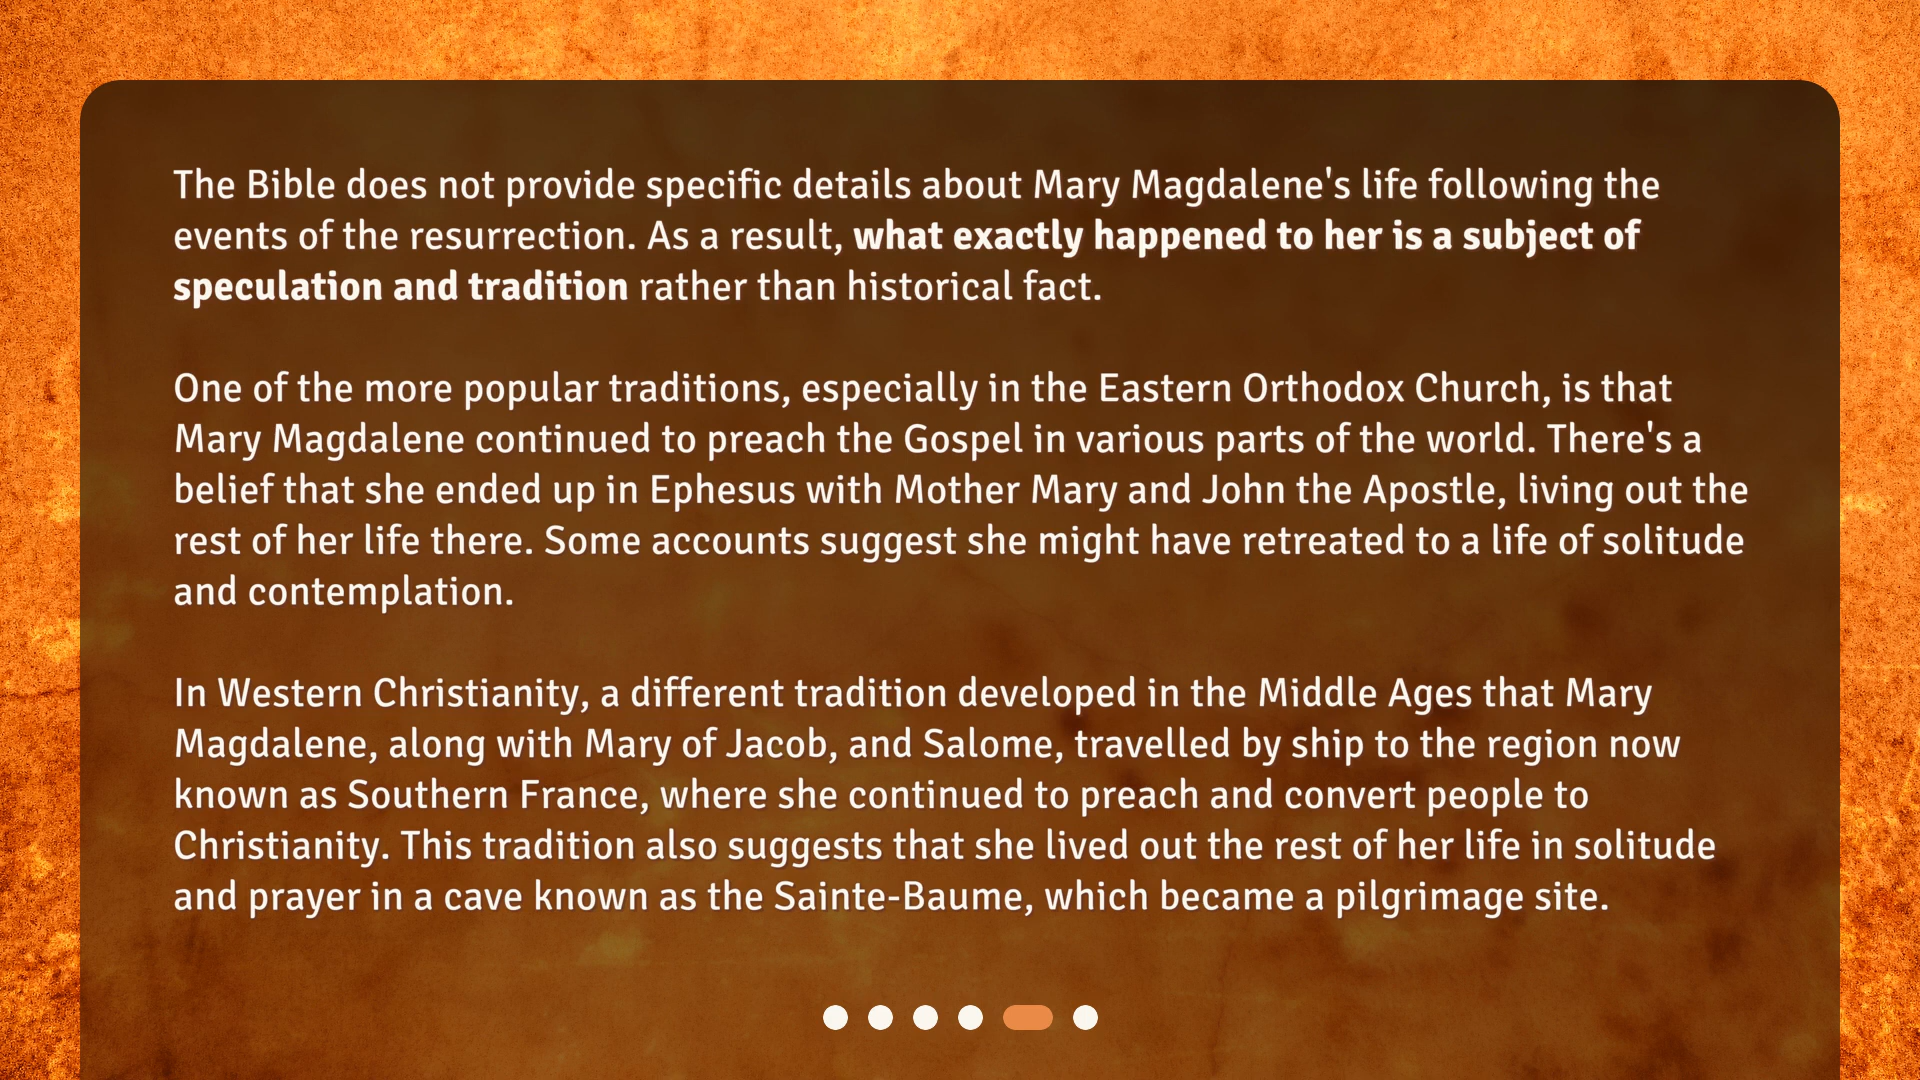 The Bible does not provide specific details about Mary Magdalene's life following the
events of the resurrection. As a result, what exactly happened to her is a subject of
speculation and tradition rather than historical fact.
One of the more popular traditions, especially in the Eastern Orthodox Church, is that
Mary Magdalene continued to preach the Gospel in various parts of the world. There's a
belief that she ended up in Ephesus with Mother Mary and John the Apostle, living out the
rest of her life there. Some accounts suggest she might have retreated to a life of solitude
and contemplation.
In Western Christianity, a different tradition developed in the Middle Ages that Mary
Magdalene, along with Mary of Jacob, and Salome, travelled by ship to the region now
known as Southern France, where she continued to preach and convert people to
Christianity. This tradition also suggests that she lived out the rest of her life in solitude
and prayer in a cave known as the Sainte-Baume, which became a pilgrimage site.